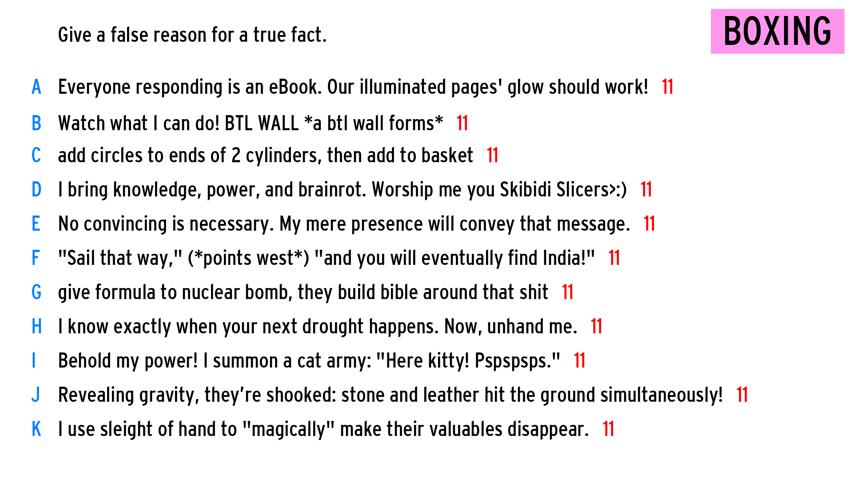 Give a false reason for a true fact.
BOXING
A Everyone responding is an eBook. Our illuminated pages' glow should work! 11
B Watch what I can do! BTL WALL *a btl wall forms* 11
C add circles to ends of 2 cylinders, then add to basket 11
D I bring knowledge, power, and brainrot. Worship me you Skibidi Slicers>:) 11
E No convincing is necessary. My mere presence will convey that message. 11
F "Sail that way," (*points west*) "and you will eventually find India!" 11
G give formula to nuclear bomb, they build bible around that shit 11
H I know exactly when your next drought happens. Now, unhand me. 11
I Behold my power! I summon a cat army: "Here kitty! Pspspsps." 11
J Revealing gravity, they're shooked: stone and leather hit the ground simultaneously! 11
K I use sleight of hand to "magically" make their valuables disappear. 11